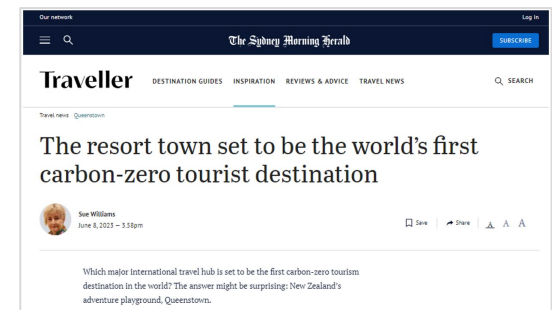 Our network
Log in
The Sydney Morning Herald
SUBSCRIBE
Traveller
DESTINATION GUIDES INSPIRATION REVIEWS & ADVICE TRAVEL NEWS
SEARCH
Travel news Queenstown
The resort town set to be the world’s first
carbon-zero tourist destination
Sue Williams
June 8, 2023 — 3.58pm
Save
Share
A A A
Which major international travel hub is set to be the first carbon-zero tourism
destination in the world? The answer might be surprising: New Zealand’s
adventure playground, Queenstown.